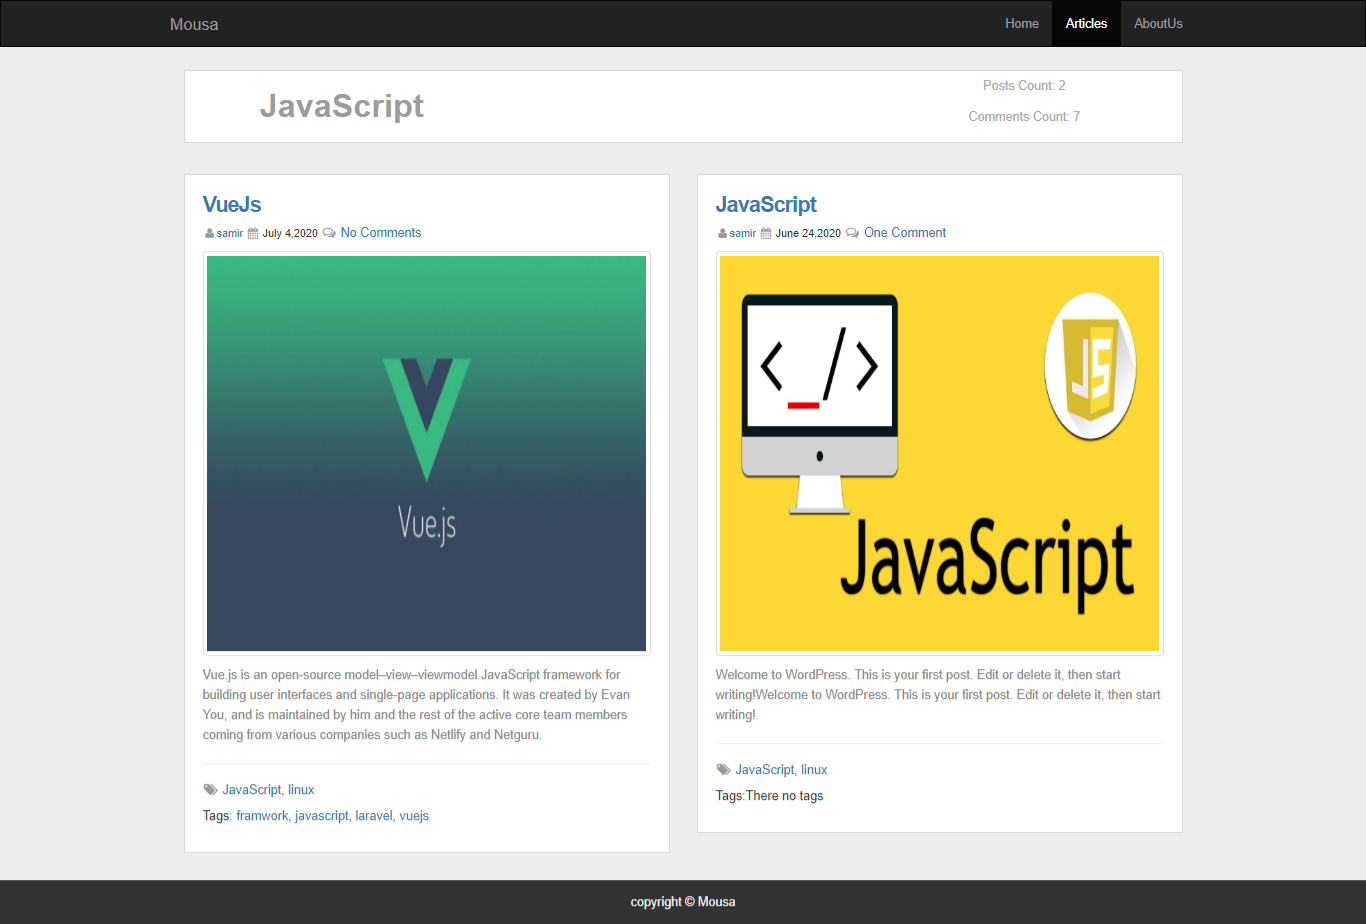 Mousa Home Articles AboutUs
JavaScript
Posts Count: 2
Comments Count: 7
VueJs
samir July 4,2020 No Comments
Vue.js
Vue.js is an open-source model–view–viewmodel JavaScript framework for
building user interfaces and single-page applications. It was created by Evan
You, and is maintained by him and the rest of the active core team members
coming from various companies such as Netlify and Netguru.
JavaScript, linux
Tags: framwork, javascript, laravel, vuejs
JavaScript
samir June 24,2020 One Comment
<_/>
JS
JavaScript
Welcome to WordPress. This is your first post. Edit or delete it, then start
writing!Welcome to WordPress. This is your first post. Edit or delete it, then start
writing!
JavaScript, linux
Tags:There no tags
copyright © Mousa